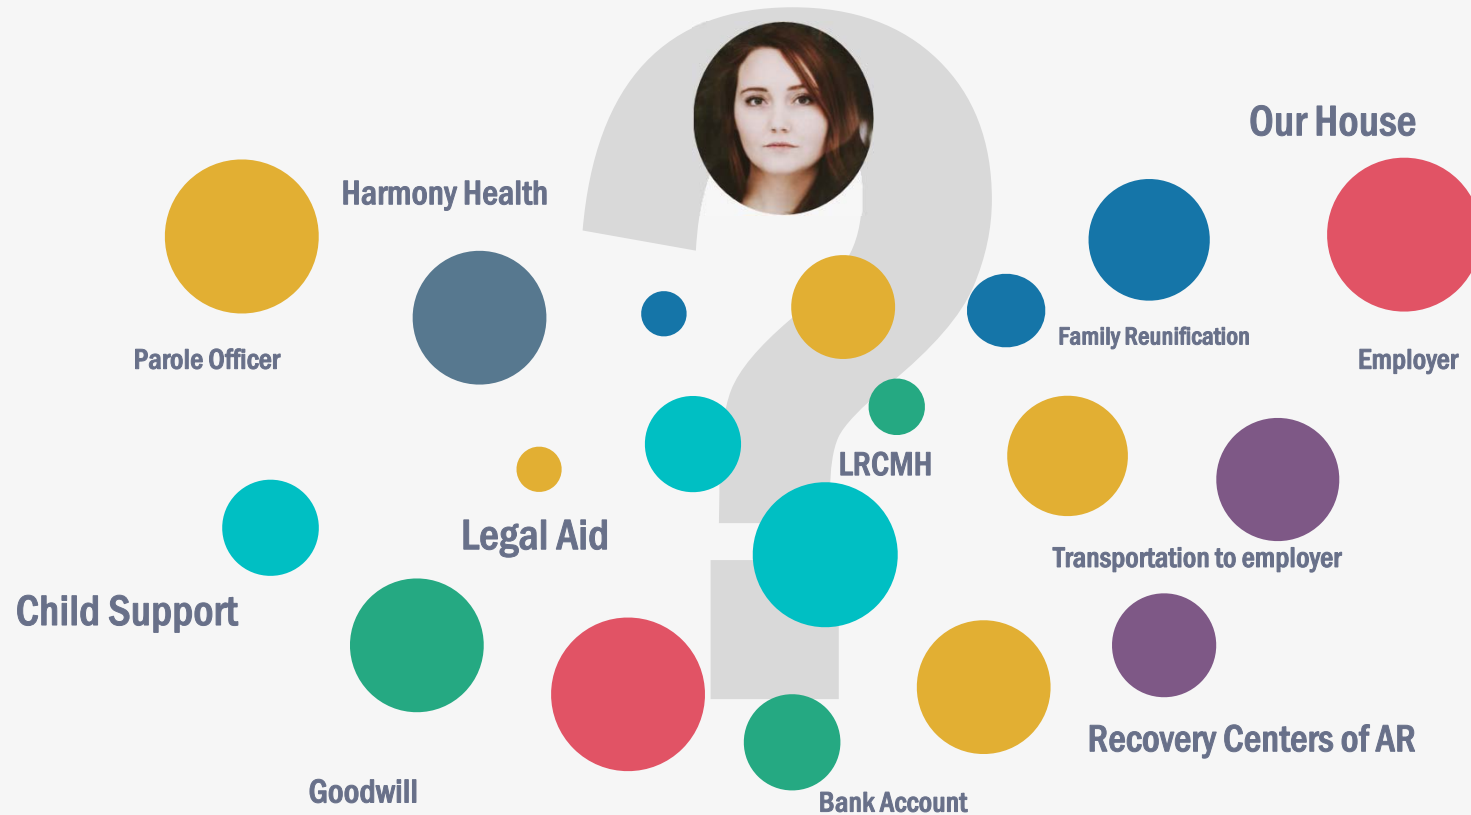 Our House
Harmony Health
Family Reunification
Parole Officer
Employer
LRCMH
Legal Aid
Transportation to employer
Child Support
Recovery Centers of AR
Goodwill
Bank Account